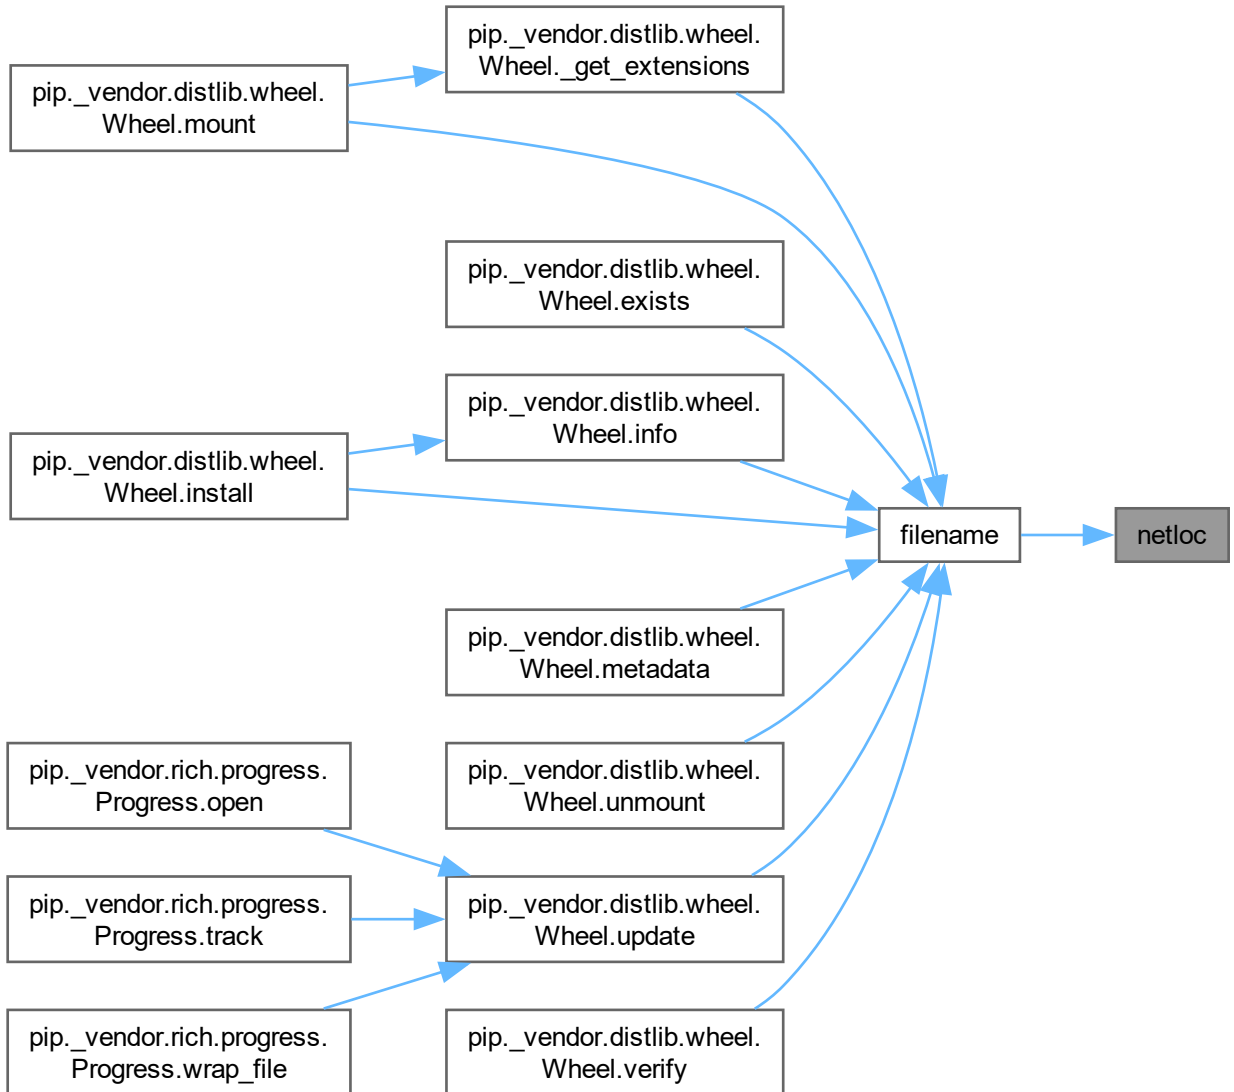 pip._vendor.distlib.wheel.
Wheel._get_extensions
pip._vendor.distlib.wheel.
Wheel.mount
pip._vendor.distlib.wheel.
Wheel.exists
pip._vendor.distlib.wheel.
Wheel.info
pip._vendor.distlib.wheel.
Wheel.install
filename
netloc
pip._vendor.distlib.wheel.
Wheel.metadata
pip._vendor.rich.progress.
Progress.open
pip._vendor.distlib.wheel.
Wheel.unmount
pip._vendor.rich.progress.
Progress.track
pip._vendor.distlib.wheel.
Wheel.update
pip._vendor.rich.progress.
Progress.wrap_file
pip._vendor.distlib.wheel.
Wheel.verify